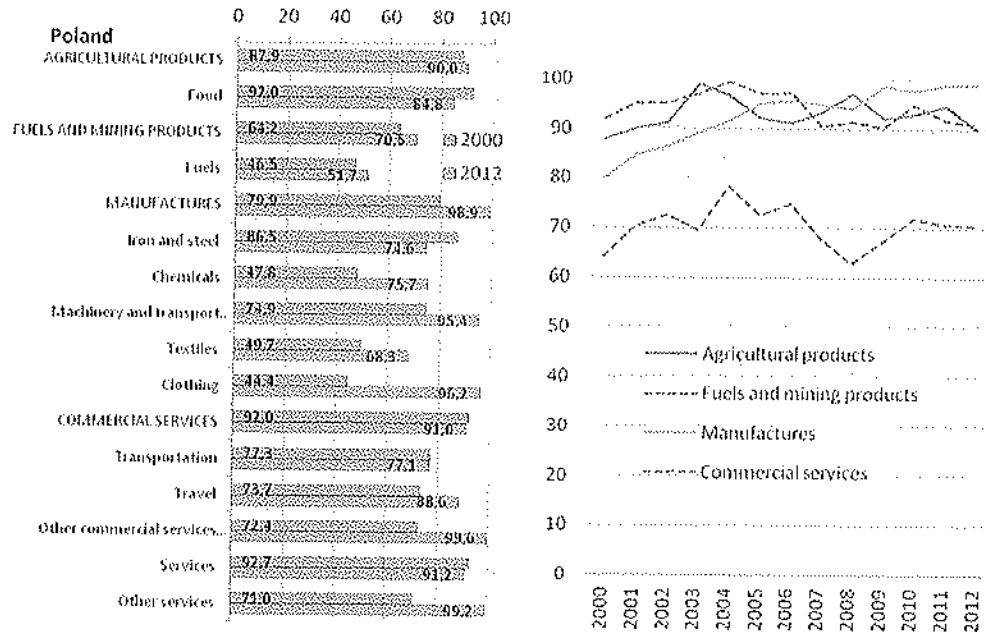 0 20 40 60 80 100
Poland
AGRICULTURAL PRODUCTS 87,9 90,0
Food 92,0 84,8
FUELS AND MINING PRODUCTS 64,2 70,5
Fuels 46,5 51,7
MANUFACTURES 79,9 98,9
Iron and steel 86,5 74,6
Chemicals 47,8 75,7
Machinery and transport.. 74,9 95,4
Textiles 49,7 68,3
Clothing 44,4 96,2
COMMERCIAL SERVICES 92,0 91,0
Transportation 77,3 77,1
Travel 73,7 88,6
Other commercial services.. 72,4 99,6
Services 92,7 91,2
Other services 71,0 99,2
2000
2012
100
90
80
70
60
50
40
30
20
10
0
Agricultural products
Fuels and mining products
Manufactures
Commercial services
2000 2001 2002 2003 2004 2005 2006 2007 2008 2009 2010 2011 2012